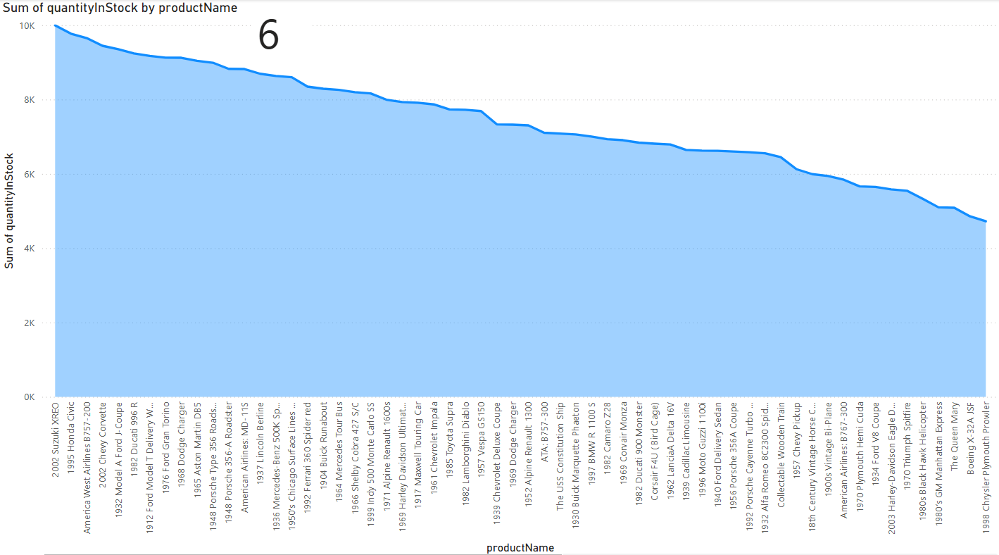 Sum of quantityInStock by productName
6
10K
8K
6K
4K
2K
0K
Sum of quantityInStock
2002 Suzuki XREO
1995 Honda Civic
America West Airlines B757-200
2002 Chevy Corvette
1932 Model A Ford J-Coupe
1982 Ducati 996 R
1912 Ford Model T Delivery W...
1976 Ford Gran Torino
1968 Dodge Charger
1965 Aston Martin DB5
1948 Porsche Type 356 Roads...
1948 Porsche 356-A Roadster
American Airlines: MD-11S
1937 Lincoln Berline
1936 Mercedes-Benz 500K Sp...
1950's Chicago Surface Lines ...
1992 Ferrari 360 Spider red
1904 Buick Runabout
1964 Mercedes Tour Bus
1966 Shelby Cobra 427 S/C
1999 Indy 500 Monte Carlo SS
1971 Alpine Renault 1600s
1969 Harley Davidson Ultimat...
1917 Maxwell Touring Car
1961 Chevrolet Impala
1985 Toyota Supra
1982 Lamborghini Diablo
1957 Vespa GS150
1939 Chevrolet Deluxe Coupe
1969 Dodge Charger
1952 Alpine Renault 1300
ATA: B757-300
The USS Constitution Ship
1930 Buick Marquette Phaeton
1997 BMW R 1100 S
1982 Camaro Z28
1969 Corvair Monza
1982 Ducati 900 Monster
Corsair F4U ( Bird Cage)
1962 LanciaA Delta 16V
1939 Cadillac Limousine
1996 Moto Guzzi 1100i
1940 Ford Delivery Sedan
1956 Porsche 356A Coupe
1992 Porsche Cayenne Turbo ...
1932 Alfa Romeo 8C2300 Spid...
Collectable Wooden Train
1957 Chevy Pickup
18th Century Vintage Horse C...
1900s Vintage Bi-Plane
American Airlines: B767-300
1970 Plymouth Hemi Cuda
1934 Ford V8 Coupe
2003 Harley-Davidson Eagle D...
1970 Triumph Spitfire
1980s Black Hawk Helicopter
1980's GM Manhattan Express
The Queen Mary
Boeing X-32A JSF
1998 Chrysler Plymouth Prowler
productName